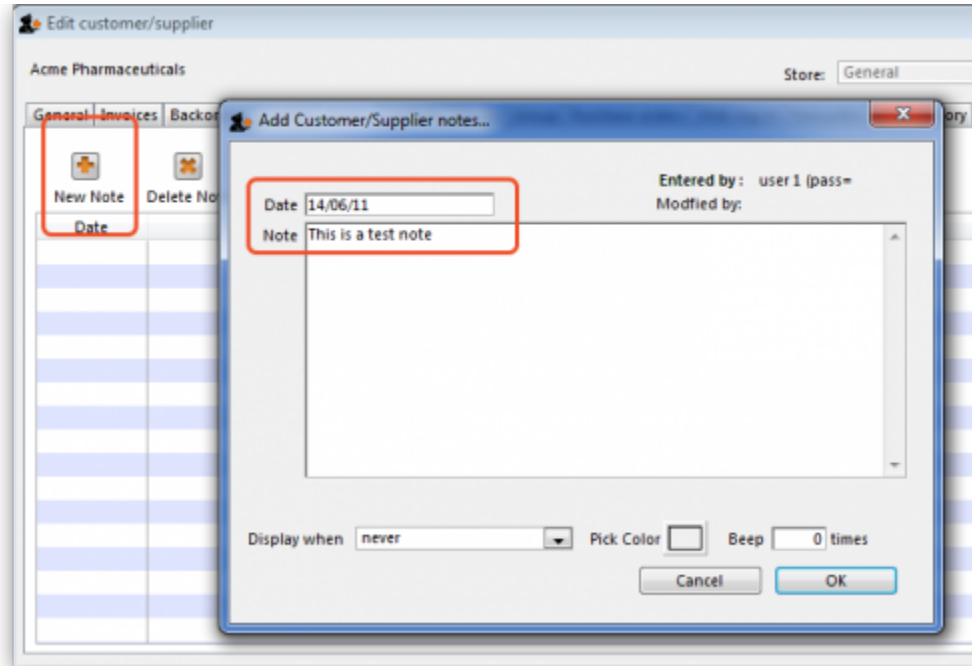 Edit customer/supplier
Acme Pharmaceuticals
Store: General
General Invoices Backor
ory
New Note Delete No
Date
Add Customer/Supplier notes...
Entered by: user 1 (pass=
Modfied by:
Date 14/06/11
Note This is a test note
Display when never Pick Color Beep 0 times
Cancel OK